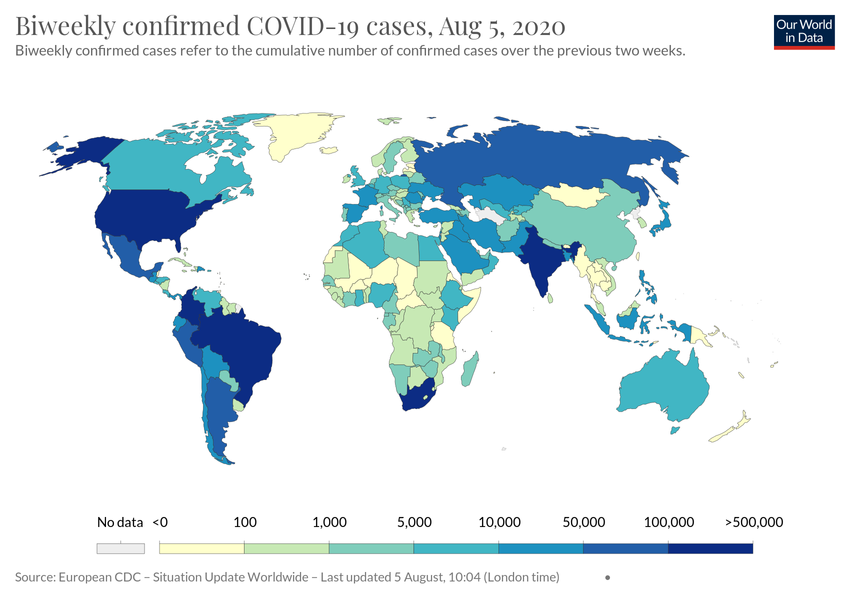 Biweekly confirmed COVID-19 cases, Aug 5, 2020
Our World
in Data
Biweekly confirmed cases refer to the cumulative number of confirmed cases over the previous two weeks.
No data <0 100 1,000 5,000 10,000 50,000 100,000 >500,000
Source: European CDC – Situation Update Worldwide – Last updated 5 August, 10:04 (London time) •